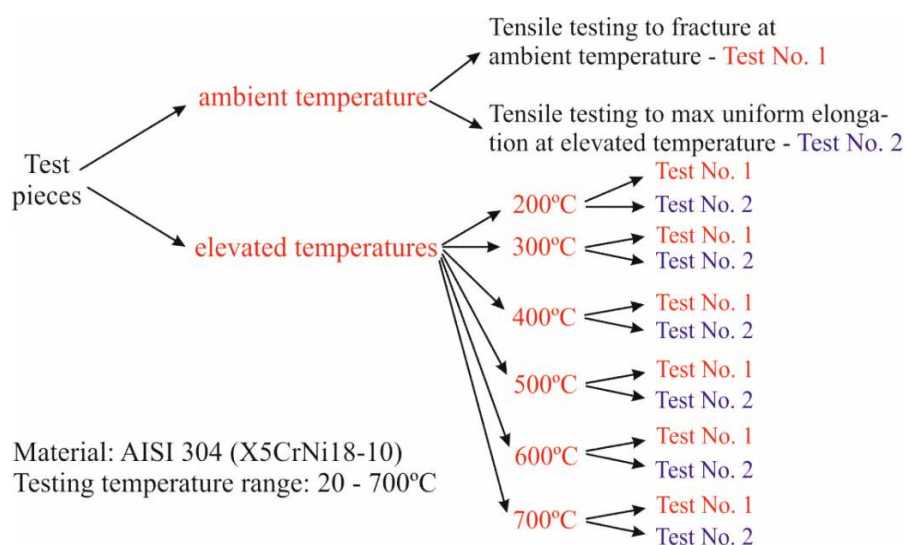 Tensile testing to fracture at
ambient temperature - Test No. 1
ambient temperature
Tensile testing to max uniform elonga-
tion at elevated temperature - Test No. 2
Test
pieces
elevated temperatures
200ºC
Test No. 1
Test No. 2
300ºC
Test No. 1
Test No. 2
400ºC
Test No. 1
Test No. 2
500ºC
Test No. 1
Test No. 2
600ºC
Test No. 1
Test No. 2
700ºC
Test No. 1
Test No. 2
Material: AISI 304 (X5CrNi18-10)
Testing temperature range: 20 - 700ºC